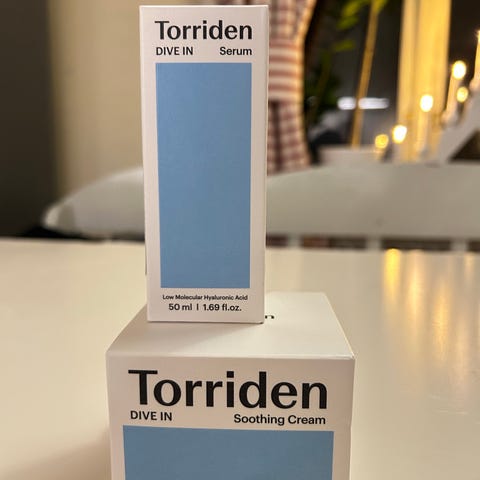 Torriden
DIVE IN Serum
Low Molecular Hyaluronic Acid
50 ml | 1.69 fl.oz.
Torriden
DIVE IN Soothing Cream